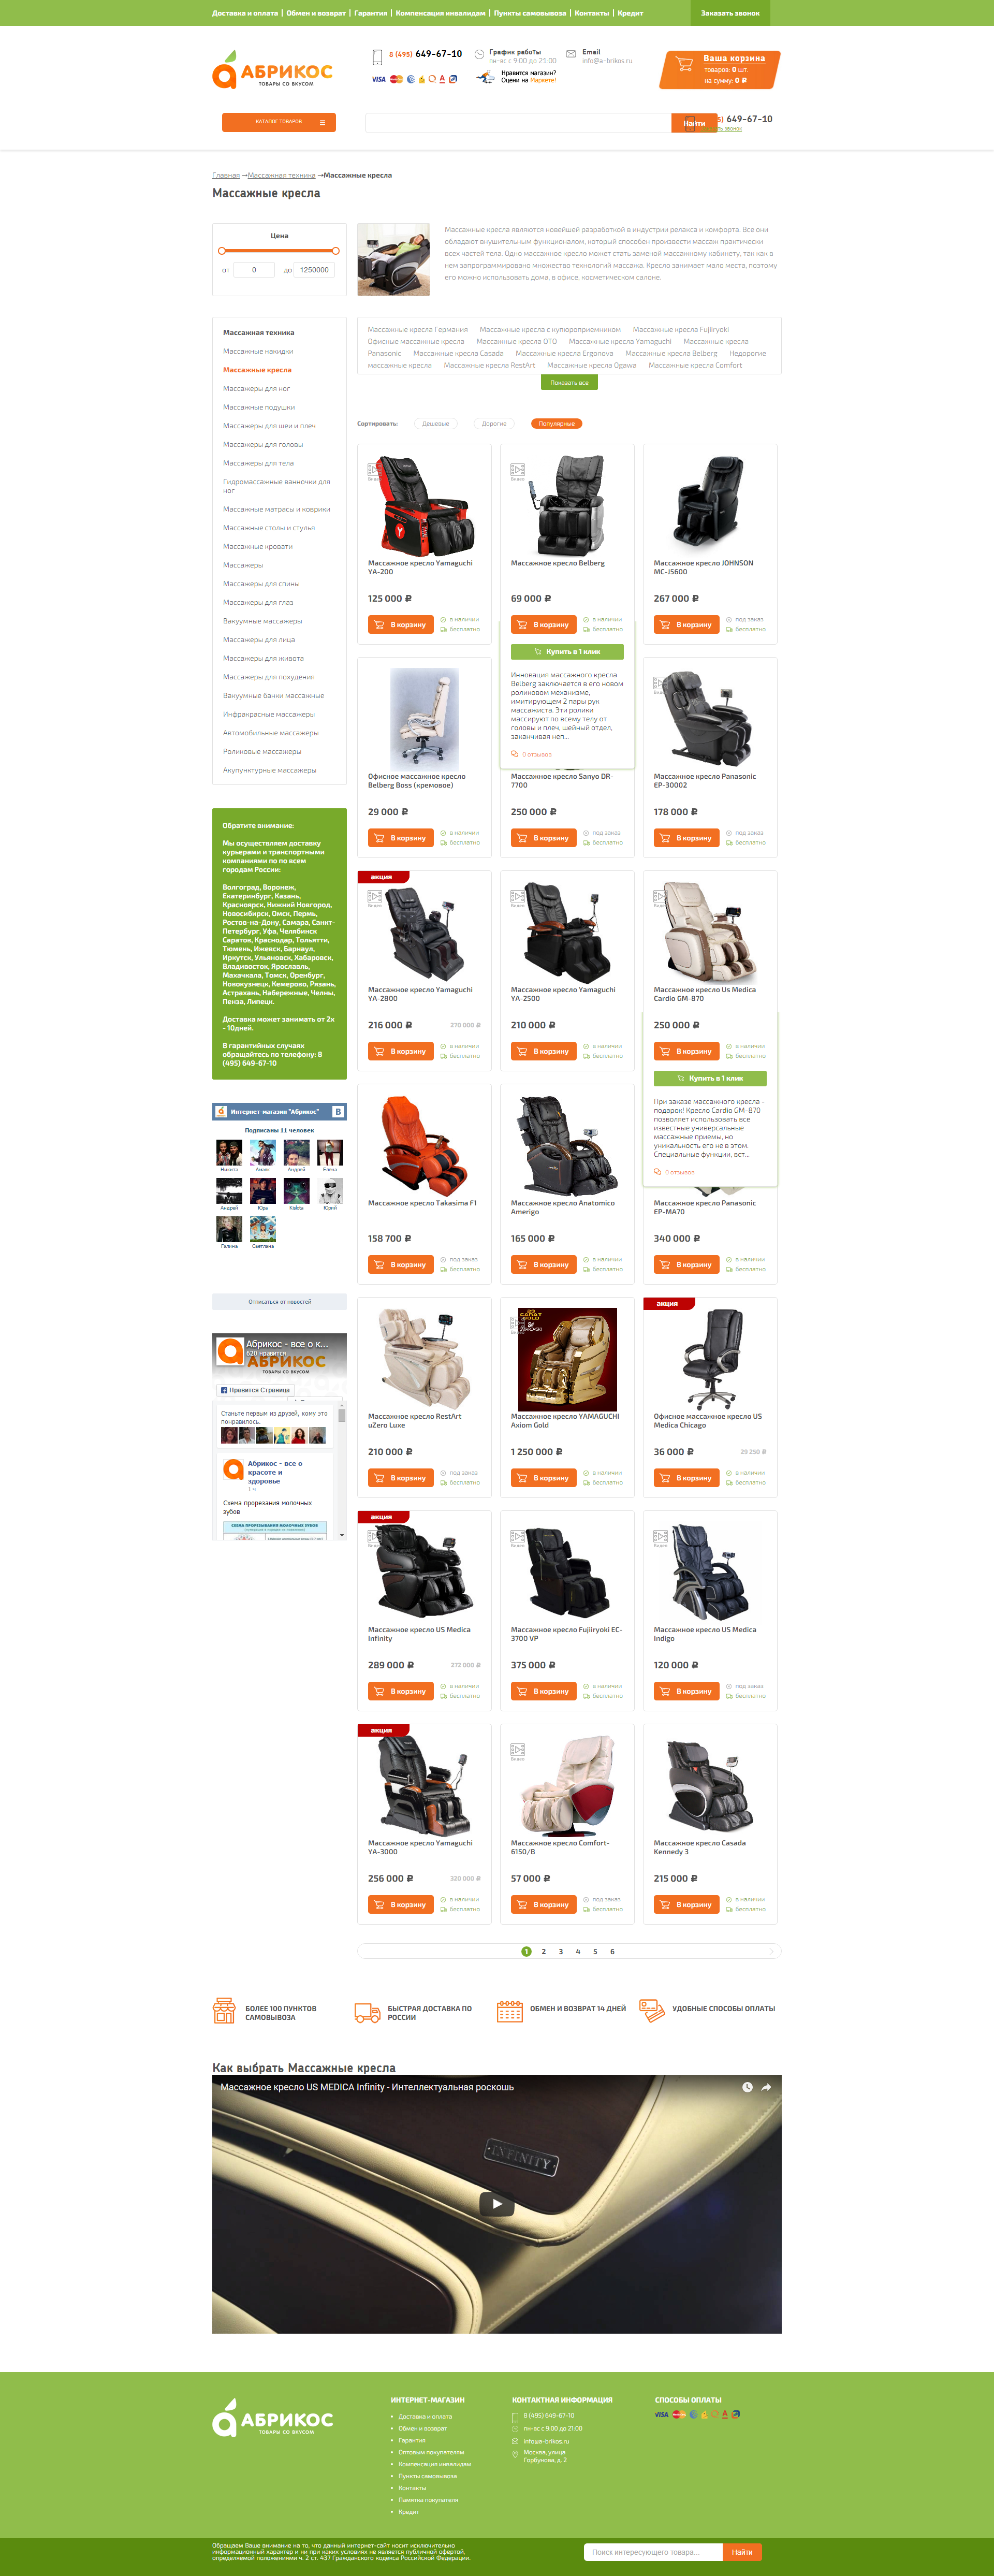 Доставка и оплата | Обмен и возврат | Гарантия | Компенсация инвалидам | Пункты самовывоза | Контакты | Кредит
Заказать звонок
АБРИКОС
ТОВАРЫ СО ВКУСОМ
8 (495) 649-67-10
График работы
пн-вс с 9:00 до 21:00
Email
info@a-brikos.ru
VISA
Нравится магазин?
Оцени на Маркете!
Ваша корзина
товаров: 0 шт.
на сумму: 0 ₽
КАТАЛОГ ТОВАРОВ
Найти
649-67-10
звонок
Главная →Массажная техника →Массажные кресла
Массажные кресла
Цена
от 0 до 1250000
Массажные кресла являются новейшей разработкой в индустрии релакса и комфорта. Все они
обладают внушительным функционалом, который способен произвести массаж практически
всех частей тела. Одно массажное кресло может стать заменой массажному кабинету, так как в
нем запрограммировано множество технологий массажа. Кресло занимает мало места, поэтому
его можно использовать дома, в офисе, косметическом салоне.
Массажная техника
Массажные накидки
Массажные кресла
Массажеры для ног
Массажные подушки
Массажеры для шеи и плеч
Массажеры для головы
Массажеры для тела
Гидромассажные ванночки для
ног
Массажные матрасы и коврики
Массажные столы и стулья
Массажные кровати
Массажеры
Массажеры для спины
Массажеры для глаз
Вакуумные массажеры
Массажеры для лица
Массажеры для живота
Массажеры для похудения
Вакуумные банки массажные
Инфракрасные массажеры
Автомобильные массажеры
Роликовые массажеры
Акупунктурные массажеры
Массажные кресла Германия Массажные кресла с купюроприемником Массажные кресла Fujiiryoki
Офисные массажные кресла Массажные кресла OTO Массажные кресла Yamaguchi Массажные кресла
Panasonic Массажные кресла Casada Массажные кресла Ergonova Массажные кресла Belberg Недорогие
массажные кресла Массажные кресла RestArt Массажные кресла Ogawa Массажные кресла Comfort
Показать все
Сортировать: Дешевые Дорогие Популярные
Видео
Массажное кресло Yamaguchi
YA-200
125 000 ₽
В корзину
в наличии
бесплатно
Видео
Массажное кресло Belberg
69 000 ₽
В корзину
в наличии
бесплатно
Купить в 1 клик
Инновация массажного кресла
Belberg заключается в его новом
роликовом механизме,
имитирующем 2 пары рук
массажиста. Эти ролики
массируют по всему телу от
головы и плеч, шейный отдел,
заканчивая неп...
0 отзывов
Массажное кресло JOHNSON
MC-J5600
267 000 ₽
В корзину
под заказ
бесплатно
Офисное массажное кресло
Belberg Boss (кремовое)
29 000 ₽
В корзину
в наличии
бесплатно
Массажное кресло Sanyo DR-
7700
250 000 ₽
В корзину
под заказ
бесплатно
Видео
Массажное кресло Panasonic
EP-30002
178 000 ₽
В корзину
под заказ
бесплатно
акция
Видео
Массажное кресло Yamaguchi
YA-2800
216 000 ₽ 270 000 ₽
В корзину
в наличии
бесплатно
Видео
Массажное кресло Yamaguchi
YA-2500
210 000 ₽
В корзину
в наличии
бесплатно
Видео
Массажное кресло Us Medica
Cardio GM-870
250 000 ₽
В корзину
в наличии
бесплатно
Купить в 1 клик
При заказе массажного кресла -
подарок! Кресло Cardio GM-870
позволяет использовать все
известные универсальные
массажные приемы, но
уникальность его не в этом.
Специальные функции, вст...
0 отзывов
Массажное кресло Takasima F1
158 700 ₽
В корзину
под заказ
бесплатно
Массажное кресло Anatomico
Amerigo
165 000 ₽
В корзину
в наличии
бесплатно
Массажное кресло Panasonic
EP-MA70
340 000 ₽
В корзину
в наличии
бесплатно
Массажное кресло RestArt
uZero Luxe
210 000 ₽
В корзину
под заказ
бесплатно
Массажное кресло YAMAGUCHI
Axiom Gold
1 250 000 ₽
В корзину
в наличии
бесплатно
акция
Офисное массажное кресло US
Medica Chicago
36 000 ₽ 29 250 ₽
В корзину
в наличии
бесплатно
акция
Видео
Массажное кресло US Medica
Infinity
289 000 ₽ 272 000 ₽
В корзину
в наличии
бесплатно
Видео
Массажное кресло Fujiiryoki EC-
3700 VP
375 000 ₽
В корзину
в наличии
бесплатно
Видео
Массажное кресло US Medica
Indigo
120 000 ₽
В корзину
под заказ
бесплатно
акция
Массажное кресло Yamaguchi
YA-3000
256 000 ₽ 320 000 ₽
В корзину
в наличии
бесплатно
Видео
Массажное кресло Comfort-
6150/B
57 000 ₽
В корзину
под заказ
бесплатно
Массажное кресло Casada
Kennedy 3
215 000 ₽
В корзину
в наличии
бесплатно
Обратите внимание:
Мы осуществляем доставку
курьерами и транспортными
компаниями по по всем
городам России:
Волгоград, Воронеж,
Екатеринбург, Казань,
Красноярск, Нижний Новгород,
Новосибирск, Омск, Пермь,
Ростов-на-Дону, Самара, Санкт-
Петербург, Уфа, Челябинск
Саратов, Краснодар, Тольятти,
Тюмень, Ижевск, Барнаул,
Иркутск, Ульяновск, Хабаровск,
Владивосток, Ярославль,
Махачкала, Томск, Оренбург,
Новокузнецк, Кемерово, Рязань,
Астрахань, Набережные, Челны,
Пенза, Липецк.
Доставка может занимать от 2х
- 10дней.
В гарантийных случаях
обращайтесь по телефону: 8
(495) 649-67-10
Интернет-магазин "Абрикос"
Подписаны 11 человек
Никита Анаяс Андрей Елена
Андрей Юра Юрий
Галина Светлана
Отписаться от новостей
Абрикос - все о к...
620 нравится
АБРИКОС
ТОВАРЫ СО ВКУСОМ
Нравится Страница
Станьте первым из друзей, кому это
понравилось.
Абрикос - все о
красоте и
здоровье
1 ч
Схема прорезания молочных
зубов
СХЕМА ПРОРЕЗЫВАНИЯ МОЛОЧНЫХ ЗУБОВ
1 2 3 4 5 6
БОЛЕЕ 100 ПУНКТОВ
САМОВЫВОЗА
БЫСТРАЯ ДОСТАВКА ПО
РОССИИ
ОБМЕН И ВОЗВРАТ 14 ДНЕЙ
УДОБНЫЕ СПОСОБЫ ОПЛАТЫ
Как выбрать Массажные кресла
Массажное кресло US MEDICA Infinity - Интеллектуальная роскошь
INFINITY
АБРИКОС
ТОВАРЫ СО ВКУСОМ
ИНТЕРНЕТ-МАГАЗИН
Доставка и оплата
Обмен и возврат
Гарантия
Оптовым покупателям
Компенсация инвалидам
Пункты самовывоза
Контакты
Памятка покупателя
Кредит
КОНТАКТНАЯ ИНФОРМАЦИЯ
8 (495) 649-67-10
пн-вс с 9:00 до 21:00
info@a-brikos.ru
Москва, улица
Горбунова, д. 2
СПОСОБЫ ОПЛАТЫ
VISA
Обращаем Ваше внимание на то, что данный интернет-сайт носит исключительно
информационный характер и ни при каких условиях не является публичной офертой,
определяемой положениями ч. 2 ст. 437 Гражданского кодекса Российской Федерации.
Поиск интересующего товара...
Найти